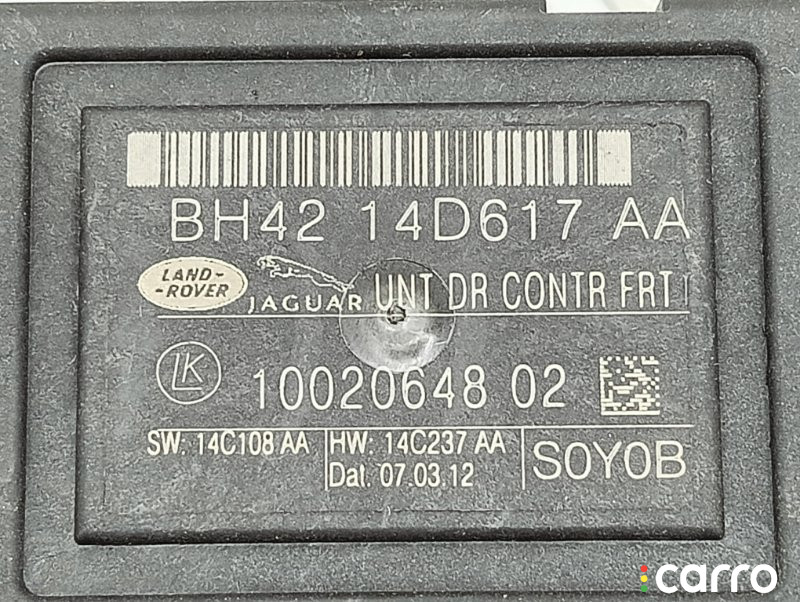 BH42 14D617 AA
LAND-
-ROVER
JAGUAR UNT DR CONTR FRT
LK
10020648 02
SW: 14C108 AA HW: 14C237 AA
Dat. 07.03.12
S0Y0B
carro